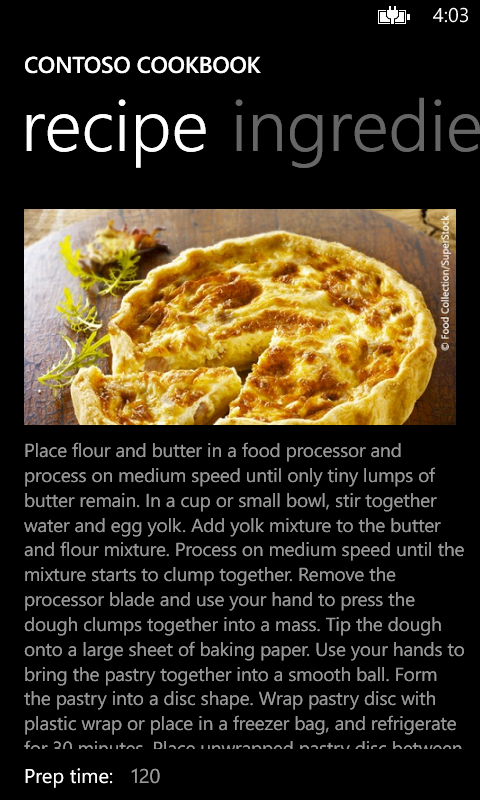 4:03
CONTOSO COOKBOOK
recipe ingredie
© Food Collection/SuperStock
Place flour and butter in a food processor and
process on medium speed until only tiny lumps of
butter remain. In a cup or small bowl, stir together
water and egg yolk. Add yolk mixture to the butter
and flour mixture. Process on medium speed until the
mixture starts to clump together. Remove the
processor blade and use your hand to press the
dough clumps together into a mass. Tip the dough
onto a large sheet of baking paper. Use your hands to
bring the pastry together into a smooth ball. Form
the pastry into a disc shape. Wrap pastry disc with
plastic wrap or place in a freezer bag, and refrigerate
for 30 minutes. Place unwrapped pastry disc between
Prep time: 120